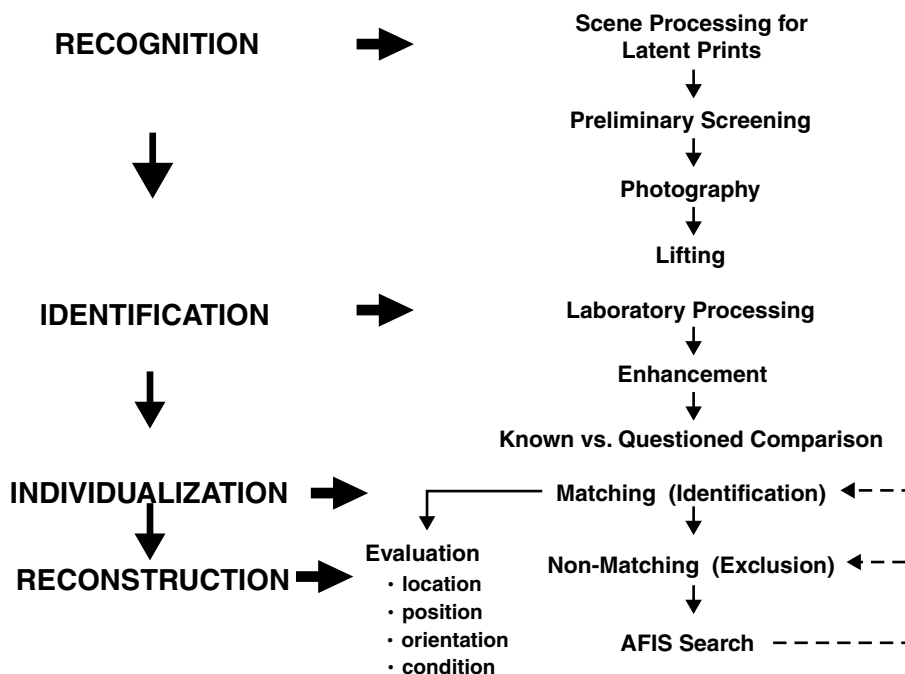 RECOGNITION
Scene Processing for
Latent Prints
Preliminary Screening
Photography
Lifting
IDENTIFICATION
Laboratory Processing
Enhancement
Known vs. Questioned Comparison
INDIVIDUALIZATION
Matching (Identification)
Evaluation
· location
· position
· orientation
· condition
RECONSTRUCTION
Non-Matching (Exclusion)
AFIS Search